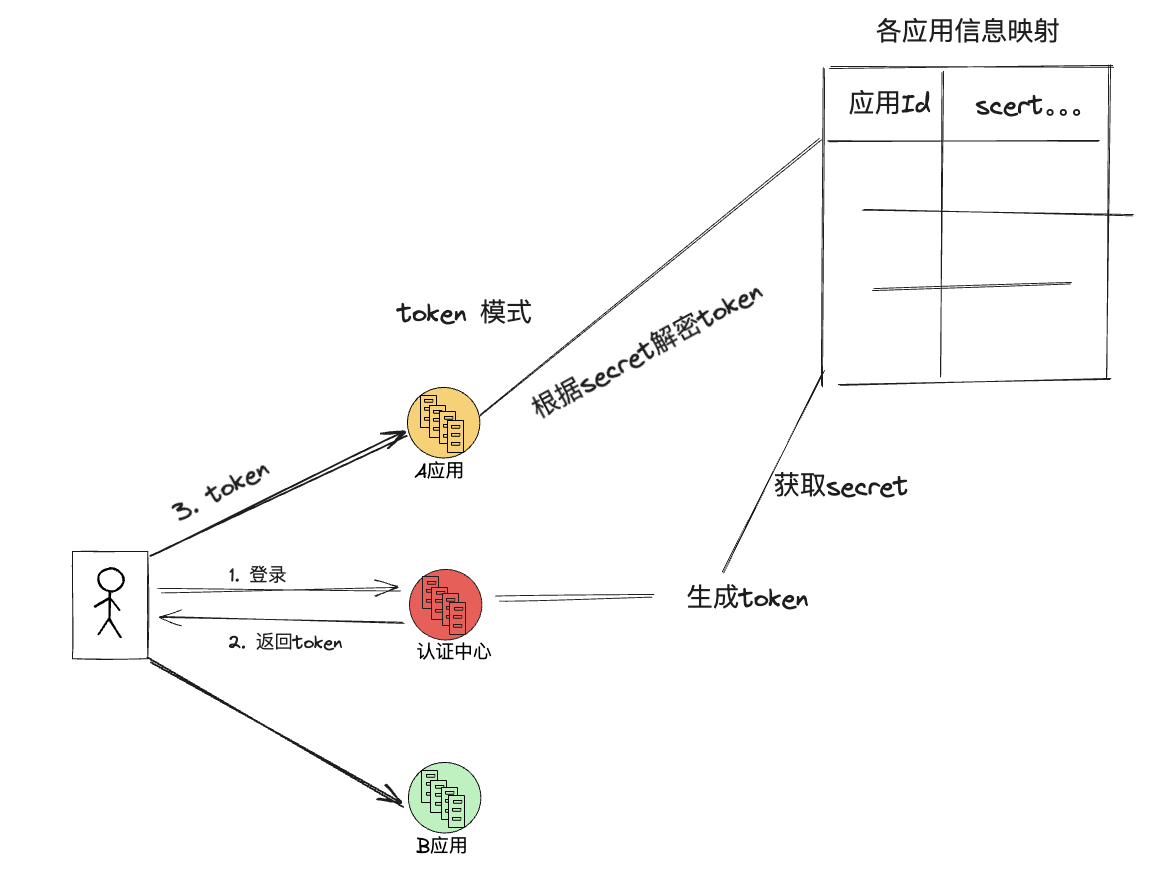 各应用信息映射
应用Id
scert。。。
token 模式
根据secret解密token
A应用
3. token
获取secret
1. 登录
生成token
2. 返回token
认证中心
B应用